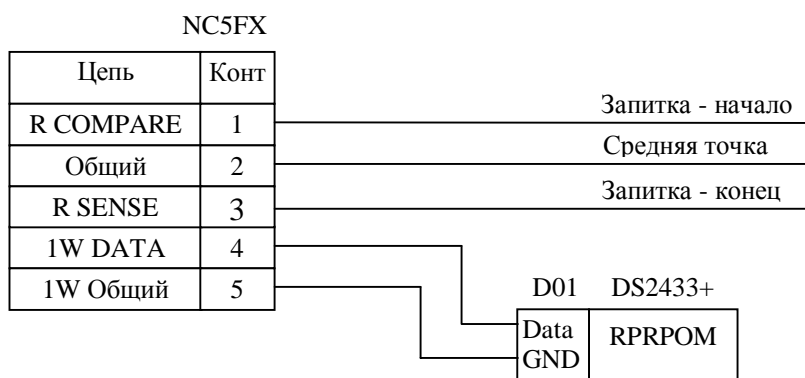 NC5FX
Цепь Конт
R COMPARE 1 Запитка - начало
Общий 2 Средняя точка
R SENSE 3 Запитка - конец
1W DATA 4
1W Общий 5
D01 DS2433+
Data RPRPOM
GND